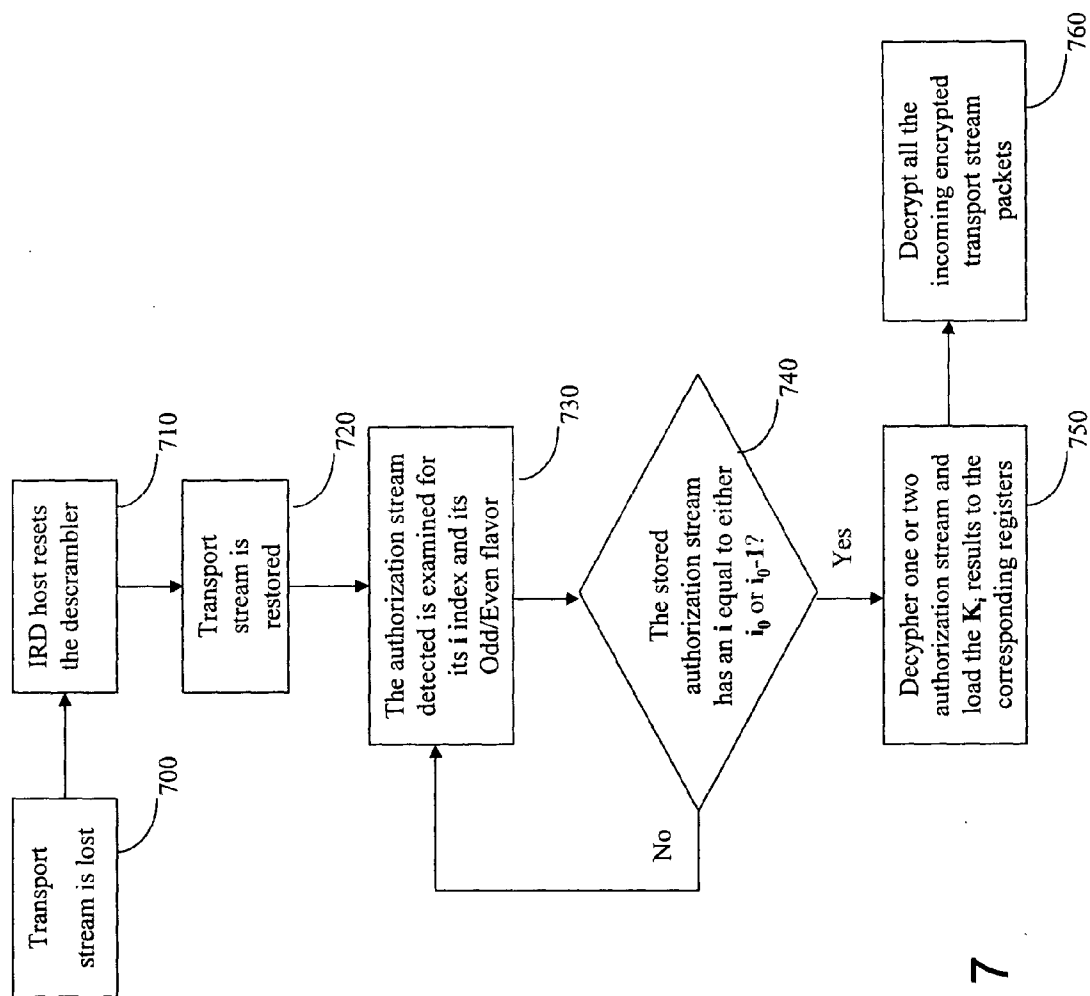 Transport
stream is lost
700
IRD host resets
the descrambler
710
Transport
stream is
restored
720
The authorization stream
detected is examined for
its i index and its
Odd/Even flavor
730
The stored
authorization stream
has an i equal to either
i₀ or i₀-1?
740
No
Yes
Decypher one or two
authorization stream and
load the Kᵢ results to the
corresponding registers
750
Decrypt all the
incoming encrypted
transport stream
packets
760
7